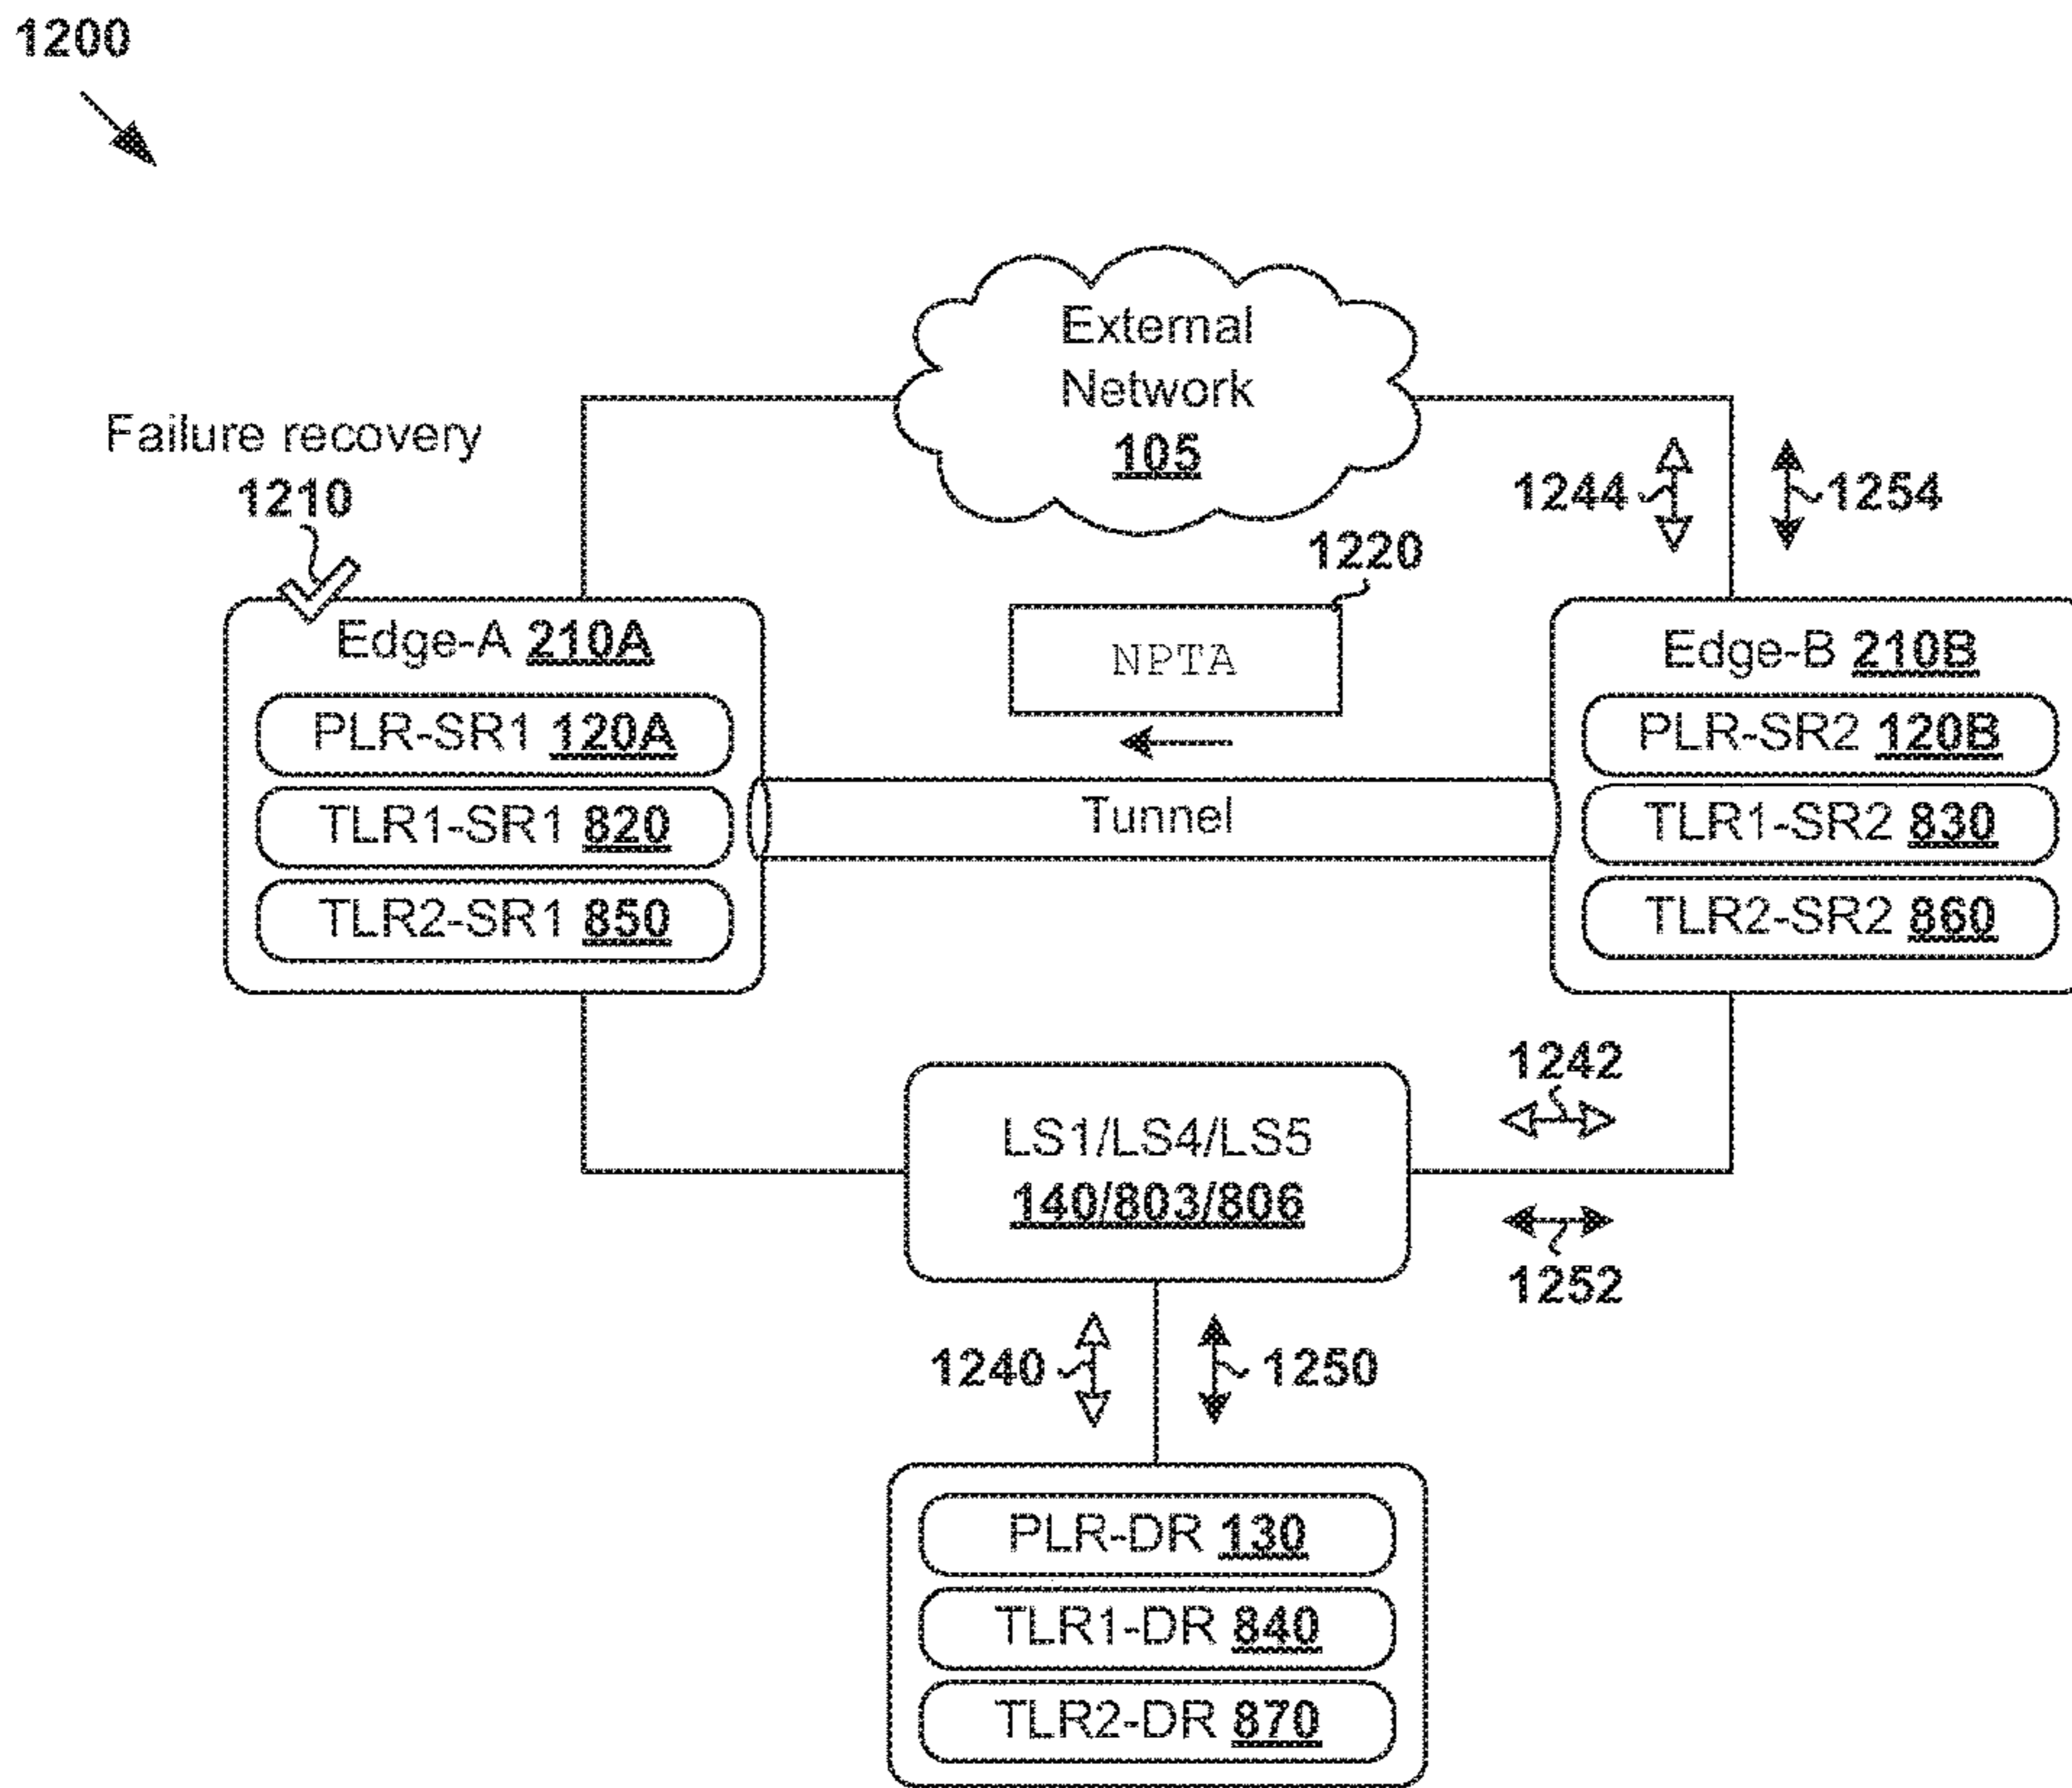 1200
External
Network
105
Failure recovery
1210
1244
1254
1220
NPTA
Edge-A 210A
PLR-SR1 120A
TLR1-SR1 820
TLR2-SR1 850
Tunnel
Edge-B 210B
PLR-SR2 120B
TLR1-SR2 830
TLR2-SR2 860
LS1/LS4/LS5
140/803/806
1242
1252
1240
1250
PLR-DR 130
TLR1-DR 840
TLR2-DR 870